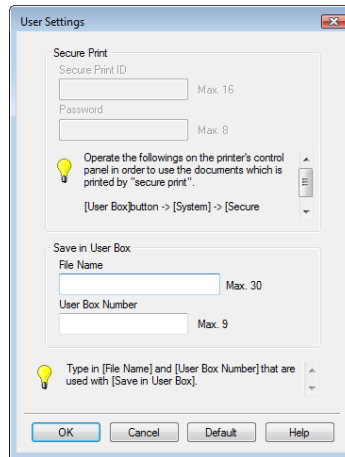 User Settings
Secure Print
Secure Print ID
Max. 16
Password
Max. 8
Operate the followings on the printer's control
panel in order to use the documents which is
printed by "secure print".
[User Box]button -> [System] -> [Secure
Save in User Box
File Name
Max. 30
User Box Number
Max. 9
Type in [File Name] and [User Box Number] that are
used with [Save in User Box].
OK
Cancel
Default
Help